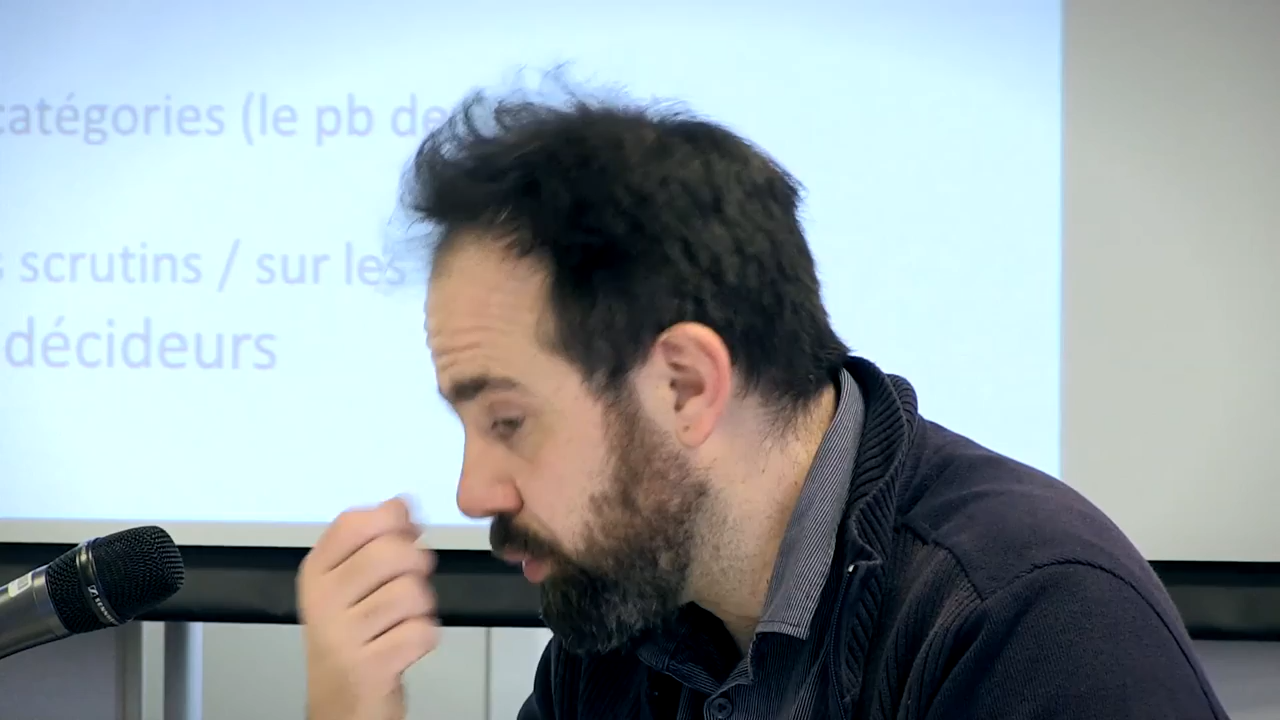 catégories (le pb de
scrutins / sur les
décideurs